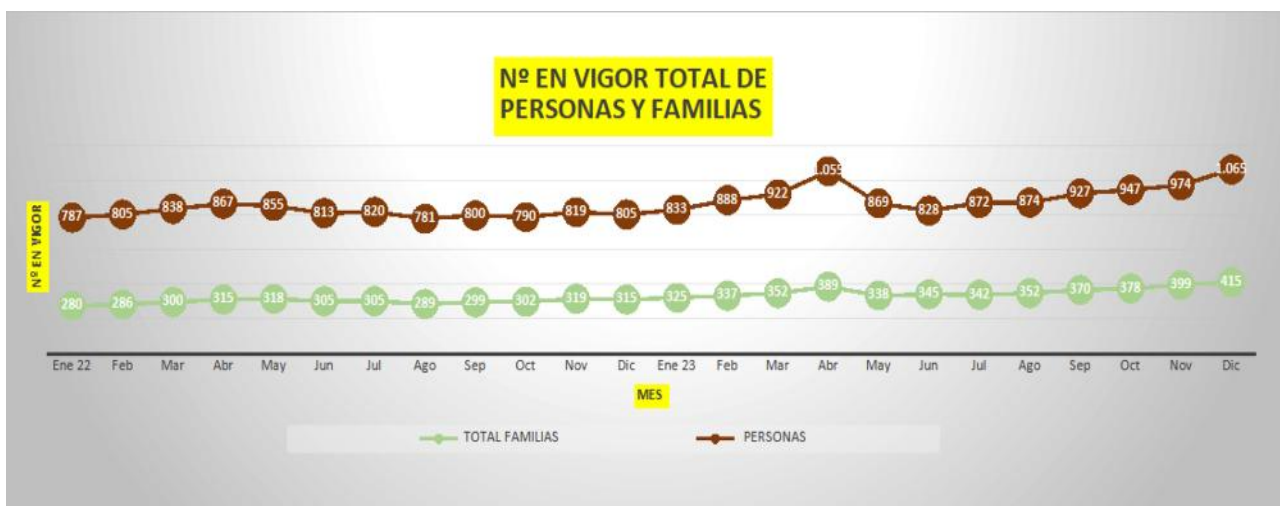 Nº EN VIGOR TOTAL DE
PERSONAS Y FAMILIAS
Nº EN VIGOR
787 805 838 867 855 813 820 781 800 790 819 805 833 888 922 1.055 869 828 872 874 927 947 974 1.065
280 286 300 315 318 305 305 289 299 302 319 315 325 337 352 389 338 345 342 352 370 378 399 415
Ene 22 Feb Mar Abr May Jun Jul Ago Sep Oct Nov Dic Ene 23 Feb Mar Abr May Jun Jul Ago Sep Oct Nov Dic
MES
TOTAL FAMILIAS PERSONAS